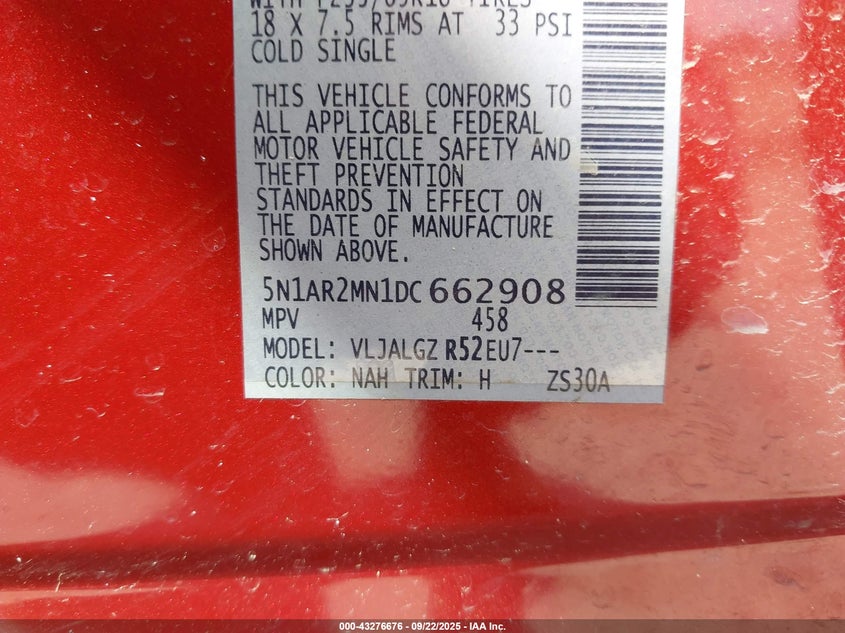 18 X 7.5 RIMS AT 33 PSI
COLD SINGLE
THIS VEHICLE CONFORMS TO
ALL APPLICABLE FEDERAL
MOTOR VEHICLE SAFETY AND
THEFT PREVENTION
STANDARDS IN EFFECT ON
THE DATE OF MANUFACTURE
SHOWN ABOVE.
5N1AR2MN1DC 662908
MPV 458
MODEL: VLJALGZ R52EU7---
COLOR: NAH TRIM: H ZS30A
000-43276676 - 09/22/2025 - © IAA, Inc.